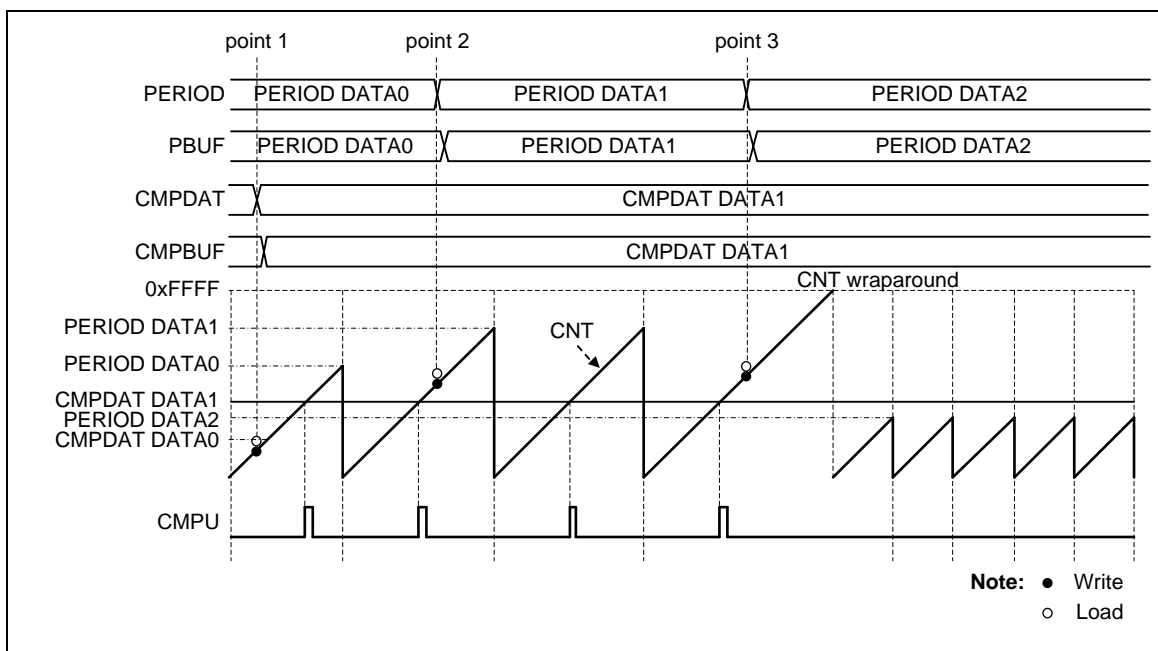 point 1 point 2 point 3
PERIOD PERIOD DATA0 PERIOD DATA1 PERIOD DATA2
PBUF PERIOD DATA0 PERIOD DATA1 PERIOD DATA2
CMPDAT CMPDAT DATA1
CMPBUF CMPDAT DATA1
0xFFFF CNT wraparound
PERIOD DATA1 CNT
PERIOD DATA0
CMPDAT DATA1
PERIOD DATA2
CMPDAT DATA0
CMPU
Note: ● Write
○ Load